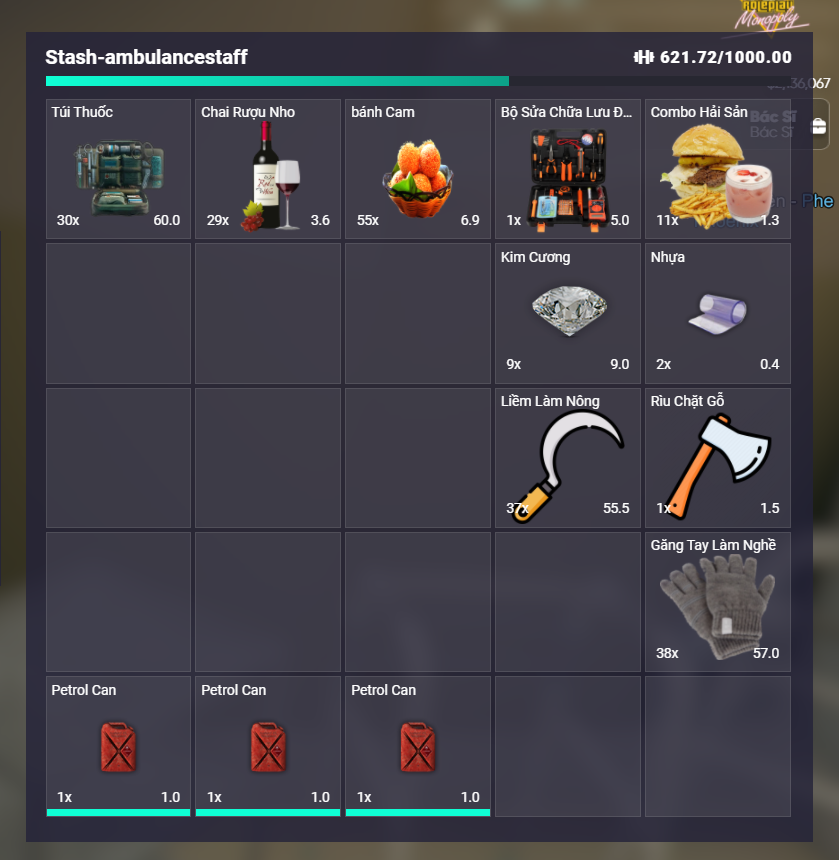 Roleplay
Monopoly
Stash-ambulancestaff
621.72/1000.00
Túi Thuốc
Chai Rượu Nho
bánh Cam
Bộ Sửa Chữa Lưu Đ...
Combo Hải Sản
Bác Sĩ
Bác Sĩ
30x 60.0
29x 3.6
55x 6.9
1x 5.0
11x 1.3
Kim Cương
Nhựa
9x 9.0
2x 0.4
Liềm Làm Nông
Rìu Chặt Gỗ
37x 55.5
1x 1.5
Găng Tay Làm Nghề
38x 57.0
Petrol Can
Petrol Can
Petrol Can
1x 1.0
1x 1.0
1x 1.0